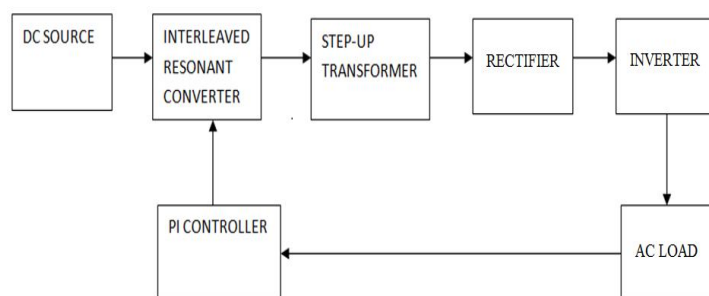 DC SOURCE
INTERLEAVED
RESONANT
CONVERTER
STEP-UP
TRANSFORMER
RECTIFIER
INVERTER
PI CONTROLLER
AC LOAD